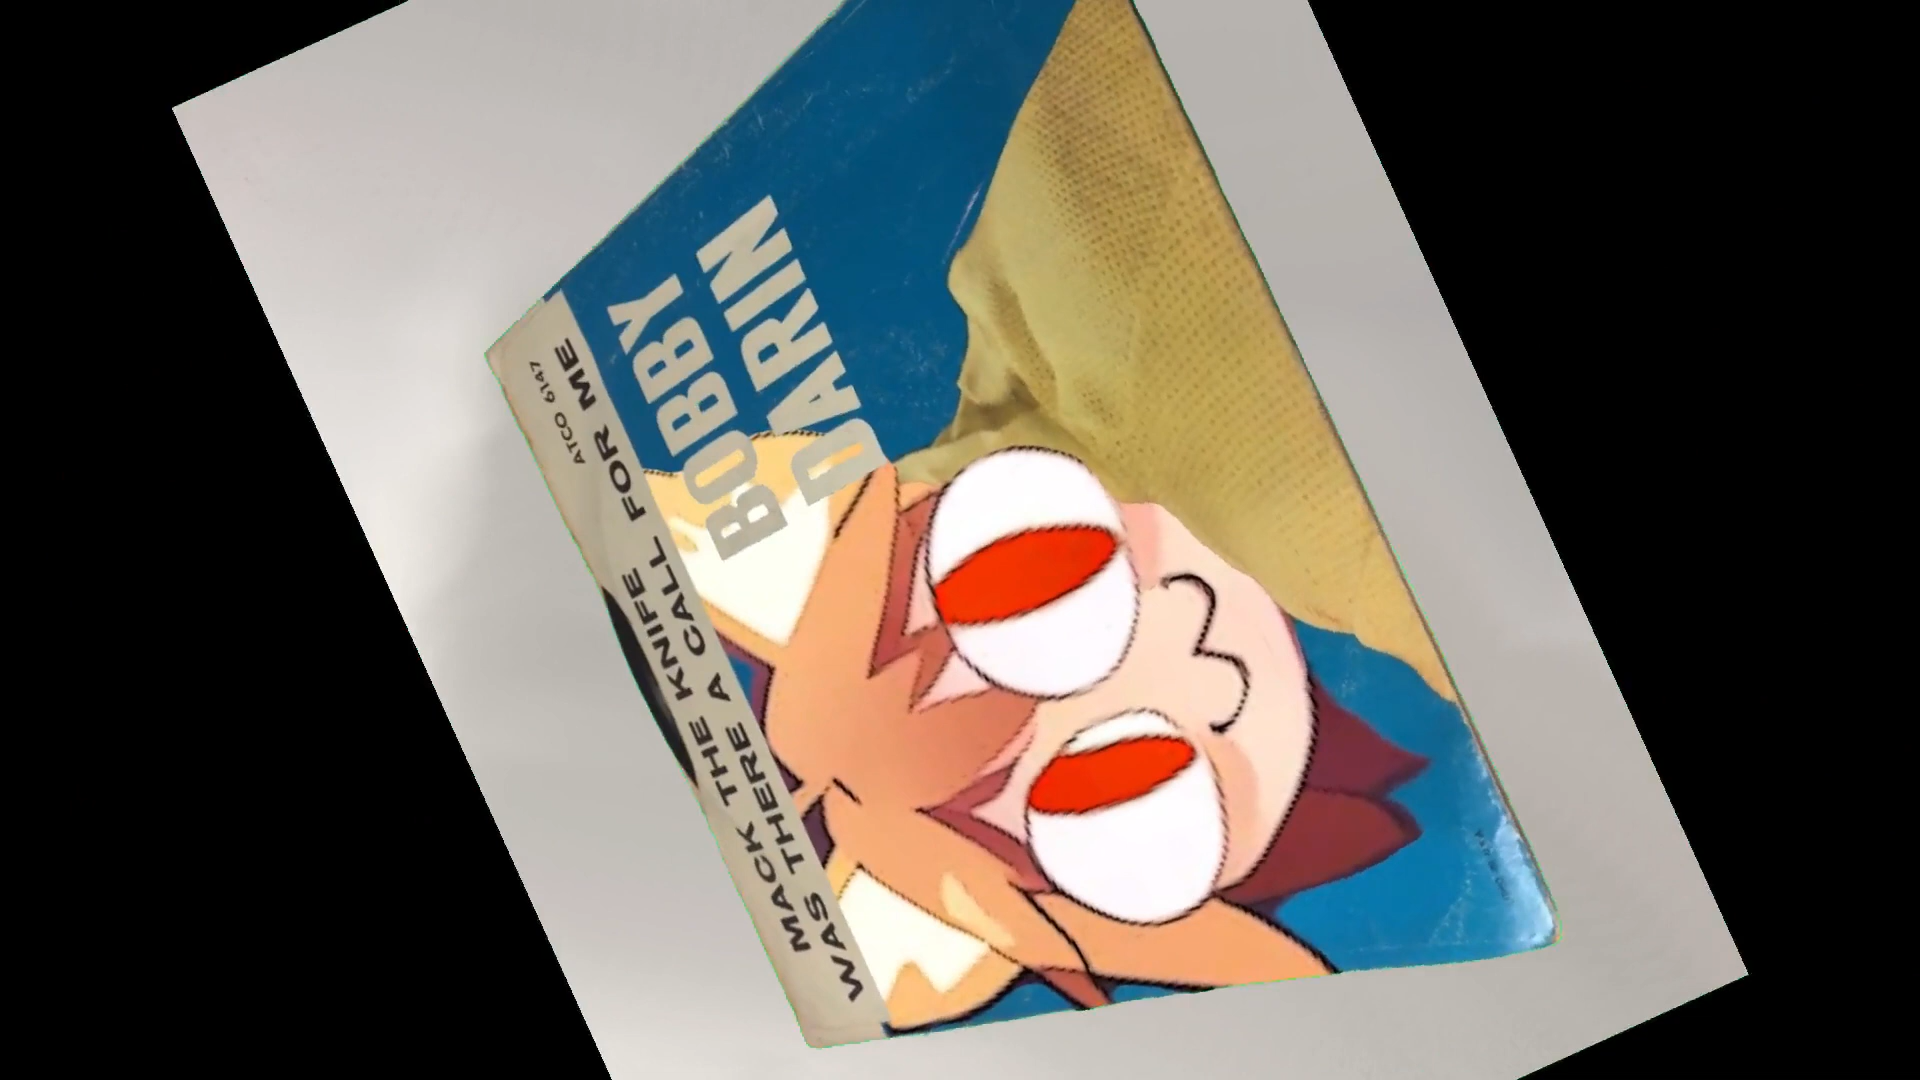 ATCO 6147
MACK THE KNIFE
WAS THERE A CALL FOR ME
BOBBY
DARIN